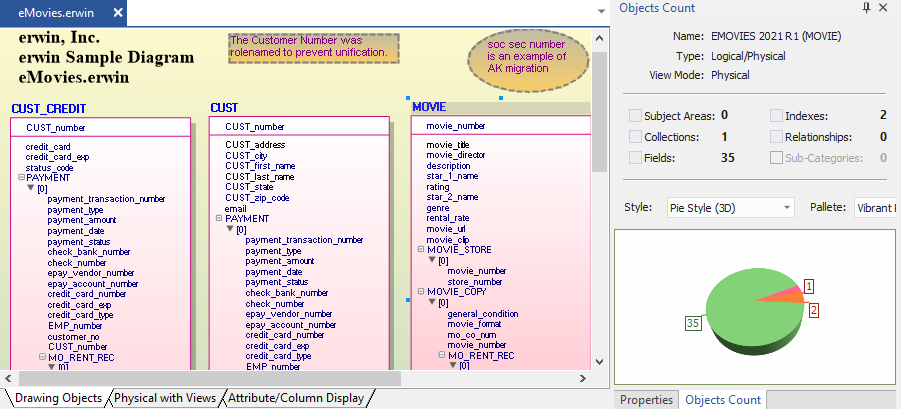 eMovies.erwin
erwin, Inc.
erwin Sample Diagram
eMovies.erwin
The Customer Number was
rolenamed to prevent unification.
soc sec number
is an example of
AK migration
CUST_CREDIT
CUST_number
credit_card
credit_card_exp
status_code
PAYMENT
[0]
payment_transaction_number
payment_type
payment_amount
payment_date
payment_status
check_bank_number
check_number
epay_vendor_number
epay_account_number
credit_card_number
credit_card_exp
credit_card_type
EMP_number
customer_no
CUST_number
MO_RENT_REC
[0]
CUST
CUST_number
CUST_address
CUST_city
CUST_first_name
CUST_last_name
CUST_state
CUST_zip_code
email
PAYMENT
[0]
payment_transaction_number
payment_type
payment_amount
payment_date
payment_status
check_bank_number
check_number
epay_vendor_number
epay_account_number
credit_card_number
credit_card_exp
credit_card_type
EMP_number
MOVIE
movie_number
movie_title
movie_director
description
star_1_name
rating
star_2_name
genre
rental_rate
movie_url
movie_clip
MOVIE_STORE
[0]
movie_number
store_number
MOVIE_COPY
[0]
general_condition
movie_format
mo_co_num
movie_number
MO_RENT_REC
[0]
Drawing Objects
Physical with Views
Attribute/Column Display
Objects Count
Name: EMOVIES 2021 R1 (MOVIE)
Type: Logical/Physical
View Mode: Physical
Subject Areas: 0 Indexes: 2
Collections: 1 Relationships: 0
Fields: 35 Sub-Categories: 0
Style: Pie Style (3D) Pallete: Vibrant
1
2
35
Properties Objects Count